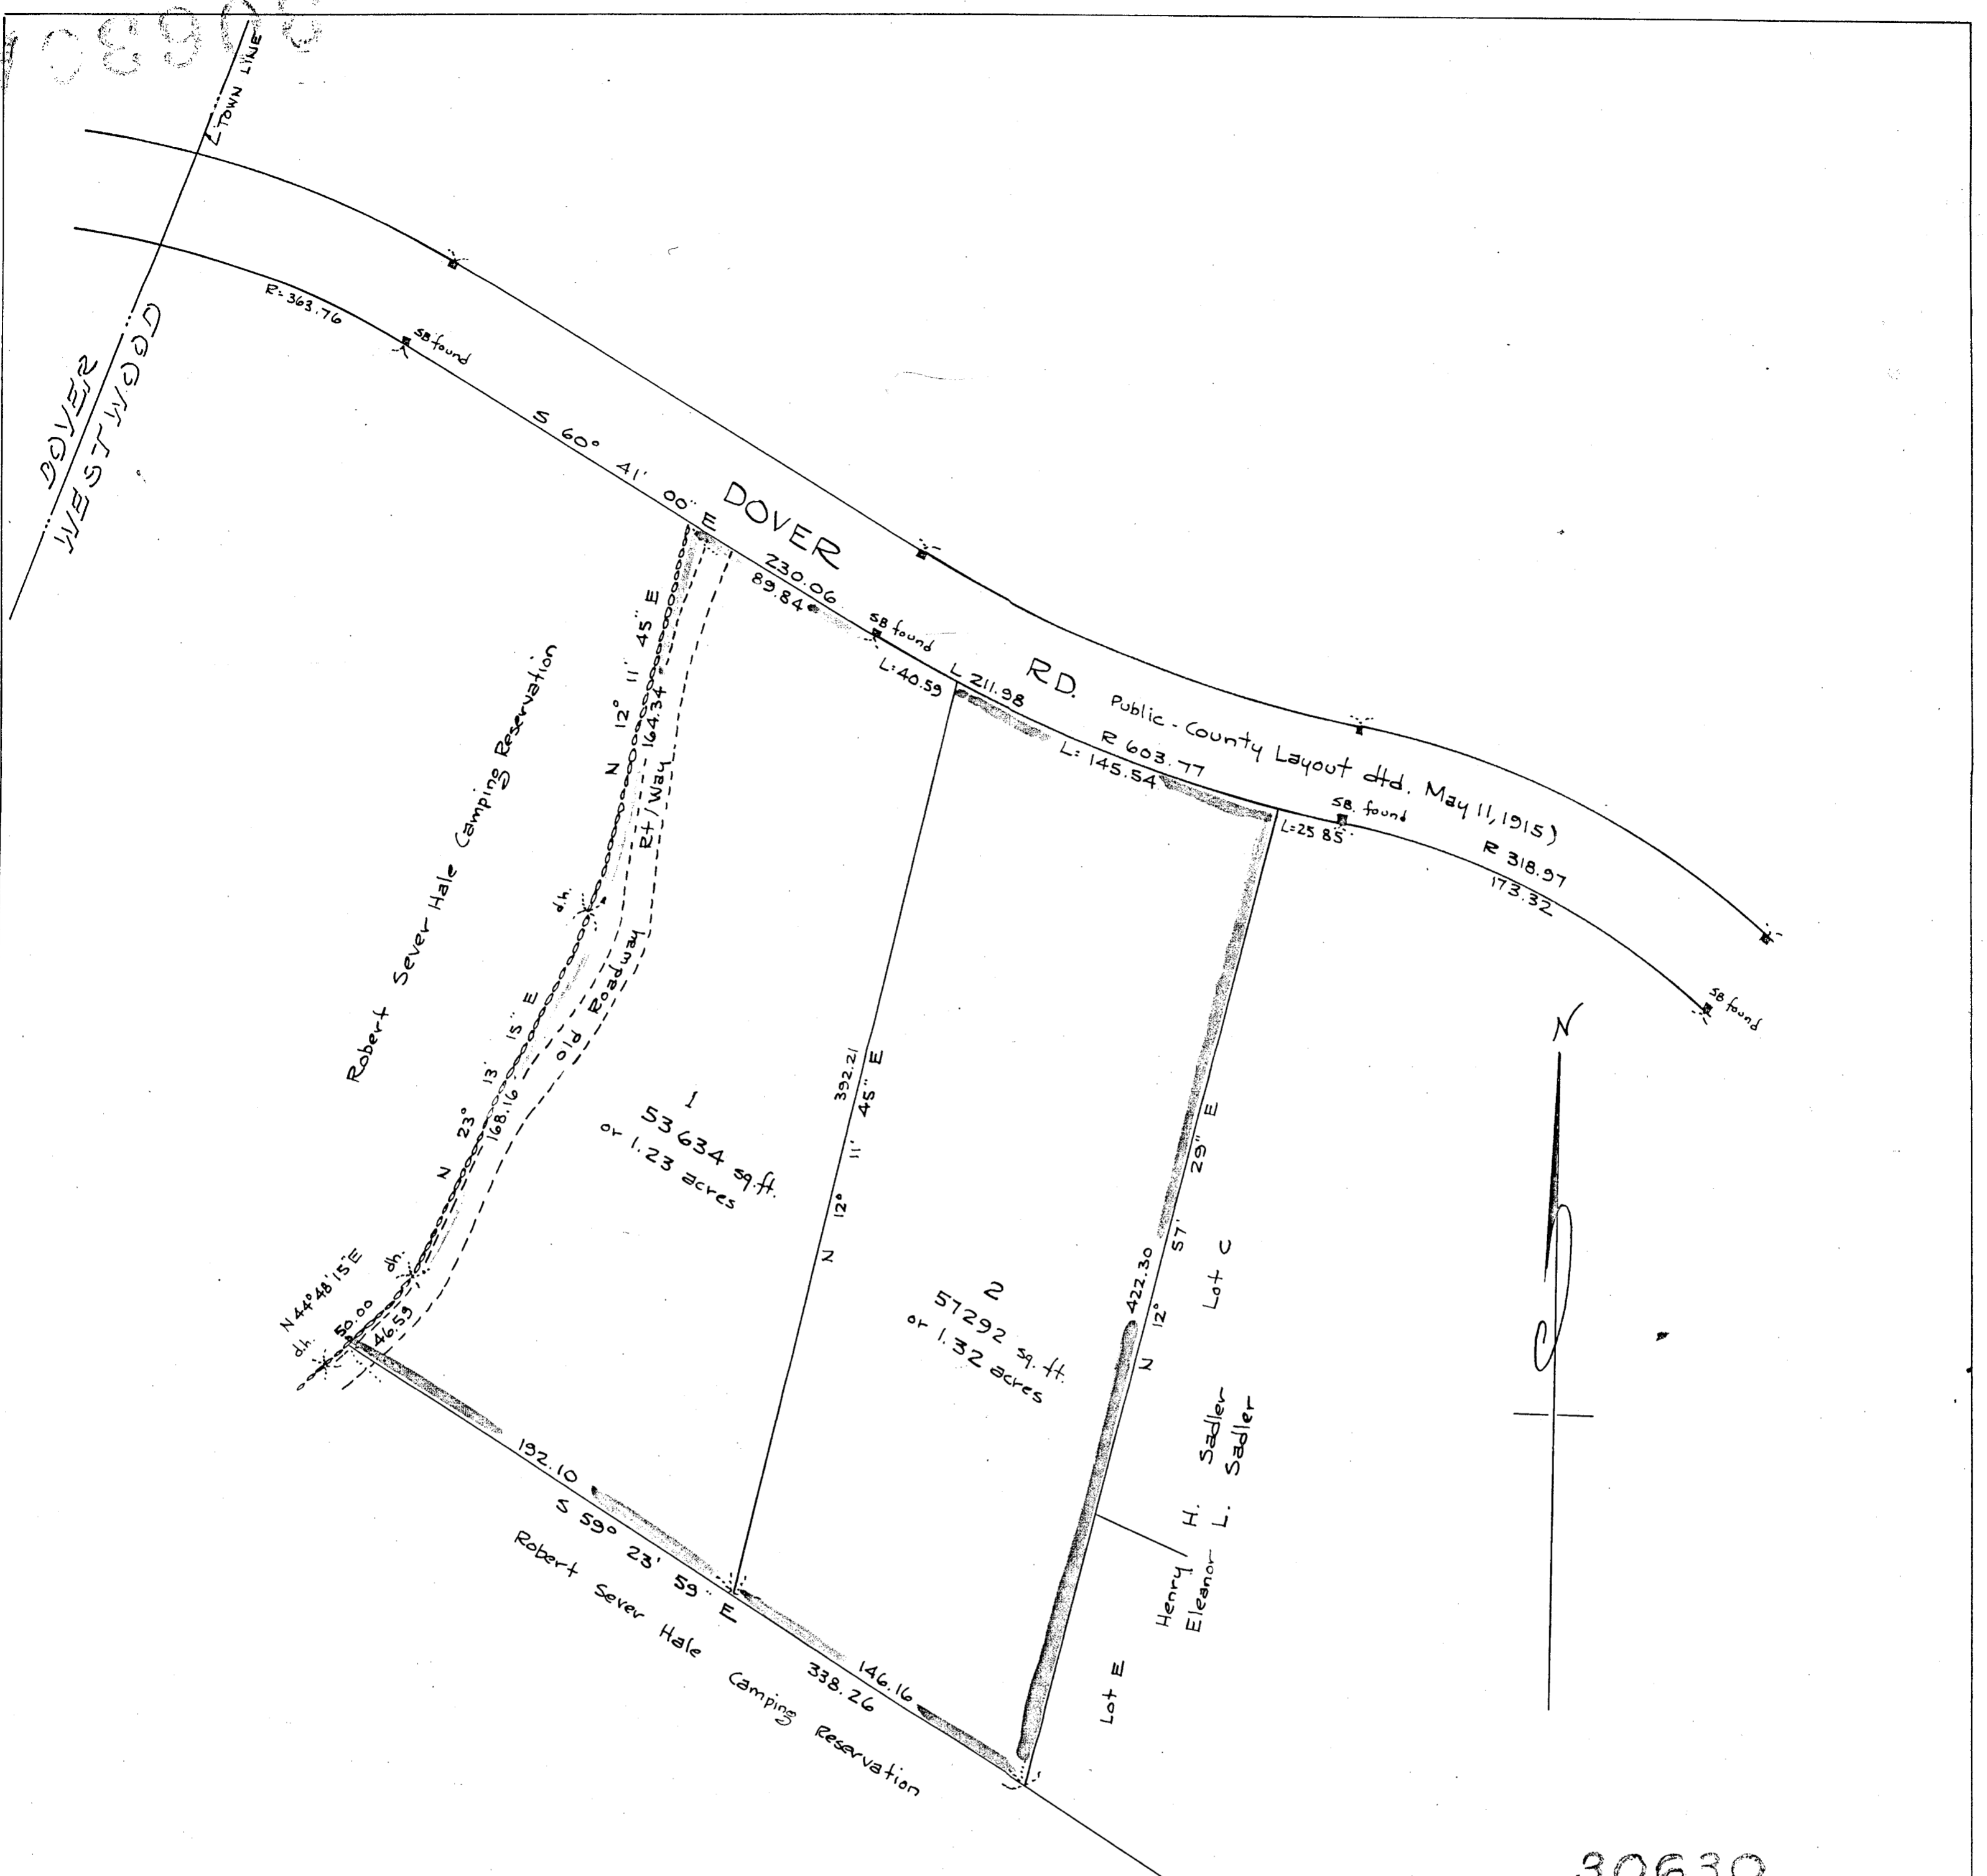 TOWN LINE
DOVER
WESTWOOD
R= 363.76
SB found
S 60° 41' 00" E
DOVER RD.
230.06
89.84
SB found
L=40.59
L 211.98
Public - County Layout dtd. May 11, 1915)
R 603.77
L= 145.54
SB. found
L=25 85
R 318.97
173.32
SB found
N 12° 11' 45" E
164.34
Rt/Way
Robert Sever Hale Camping Reservation
d.h.
Old Roadway
N 23° 13' 15" E
168.16
d.h.
N 44° 48' 15" E
50.00
46.59
d.h.
1
53 634 sq.ft.
or 1.23 acres
392.21
N 12° 11' 45" E
2
57292 sq. ft.
or 1.32 acres
422.30
N 12° 57' 29" E
Lot C
Henry H. Sadler
Eleanor L. Sadler
Lot E
N
192.10
S 59° 23' 59" E
146.16
338.26
Robert Sever Hale Camping Reservation
30630